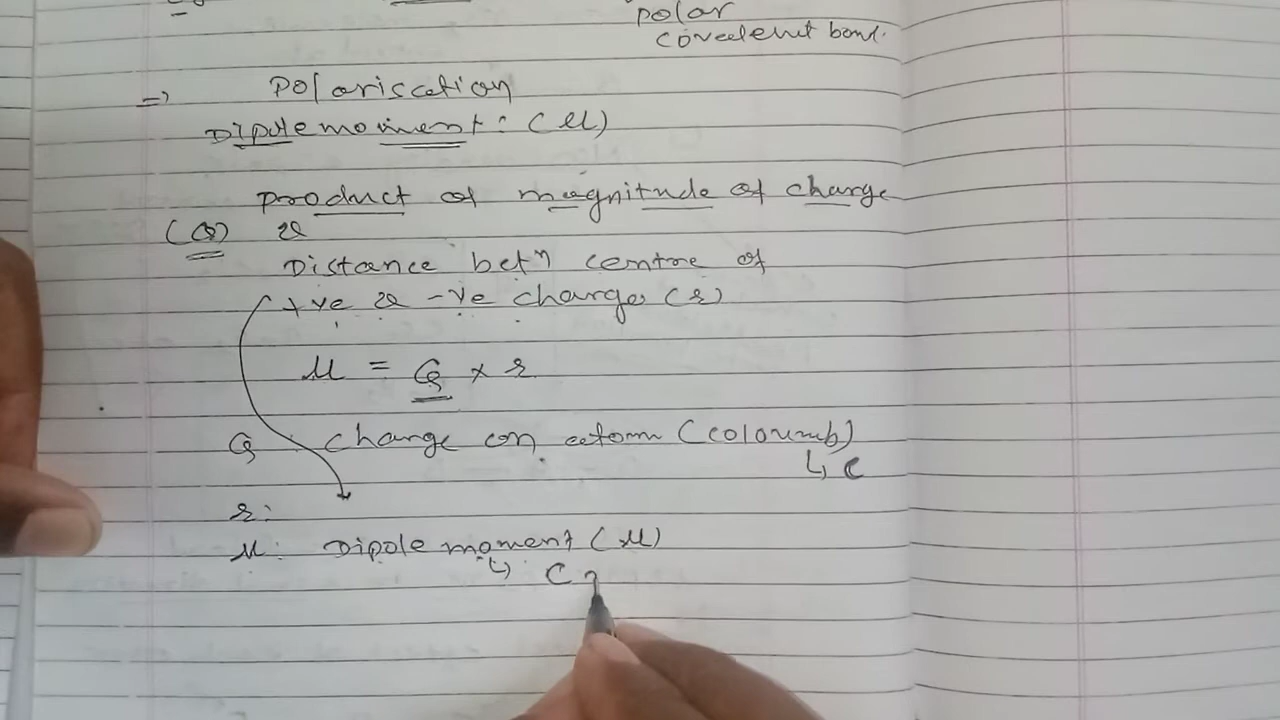 polar
covalent bond.
=> Polarisation
Dipole moment: (μ)
product of magnitude of charge
(Q) &
Distance betn centre of
+ve & -ve charges (r)
μ = Q × r
Q : charge on atom (coloumb)
↳ C
r:
μ: Dipole moment (μ)
↳ C